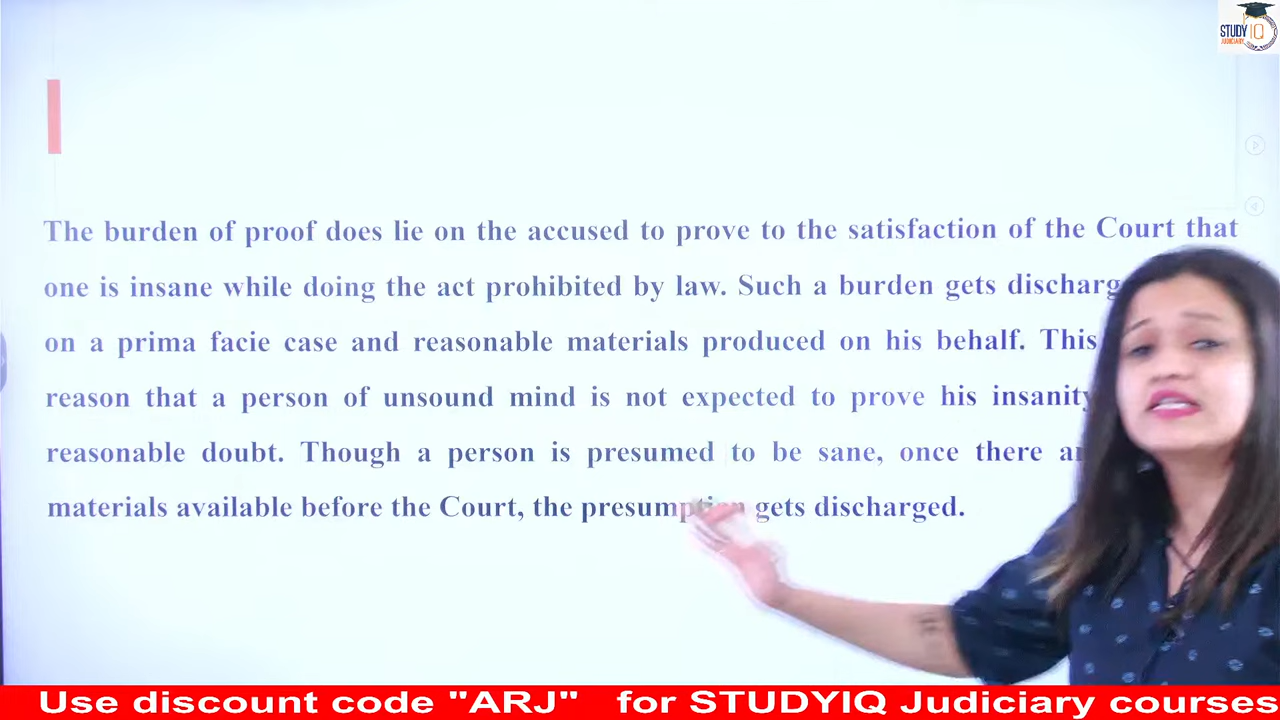 STUDY IQ
JUDICIARY
The burden of proof does lie on the accused to prove to the satisfaction of the Court that
one is insane while doing the act prohibited by law. Such a burden gets discharg
on a prima facie case and reasonable materials produced on his behalf. This
reason that a person of unsound mind is not expected to prove his insanity
reasonable doubt. Though a person is presumed to be sane, once there
materials available before the Court, the presumption gets discharged.
Use discount code "ARJ" for STUDYIQ Judiciary courses